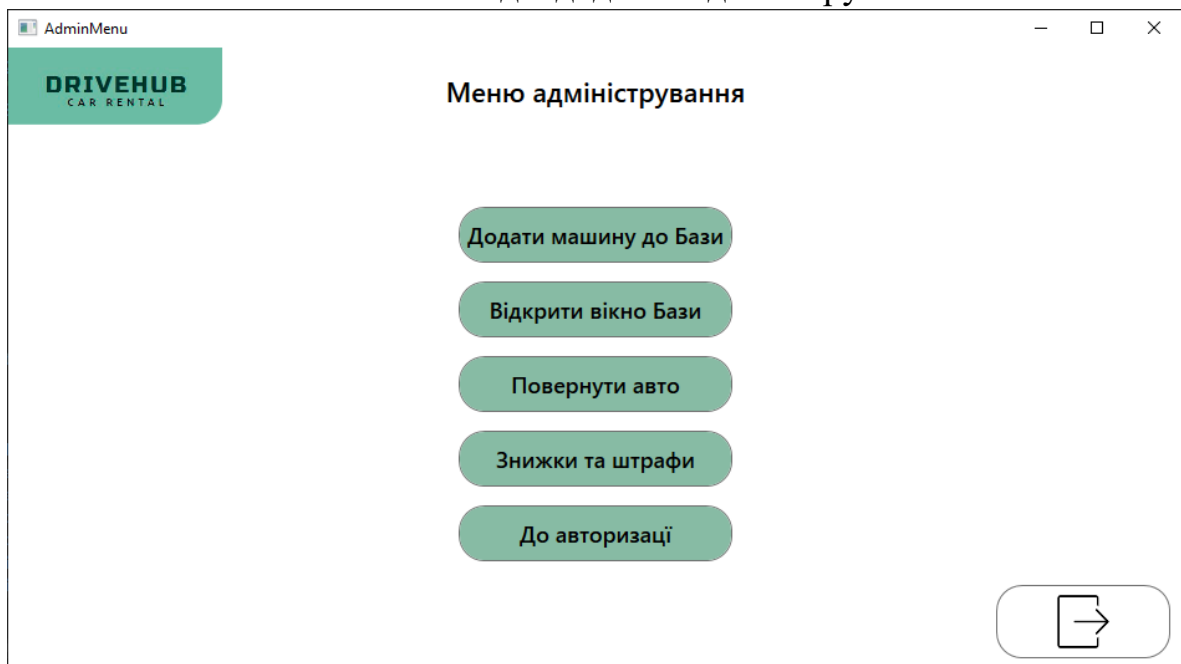 AdminMenu
DRIVEHUB
CAR RENTAL
Меню адміністрування
Додати машину до Бази
Відкрити вікно Бази
Повернути авто
Знижки та штрафи
До авторизацї